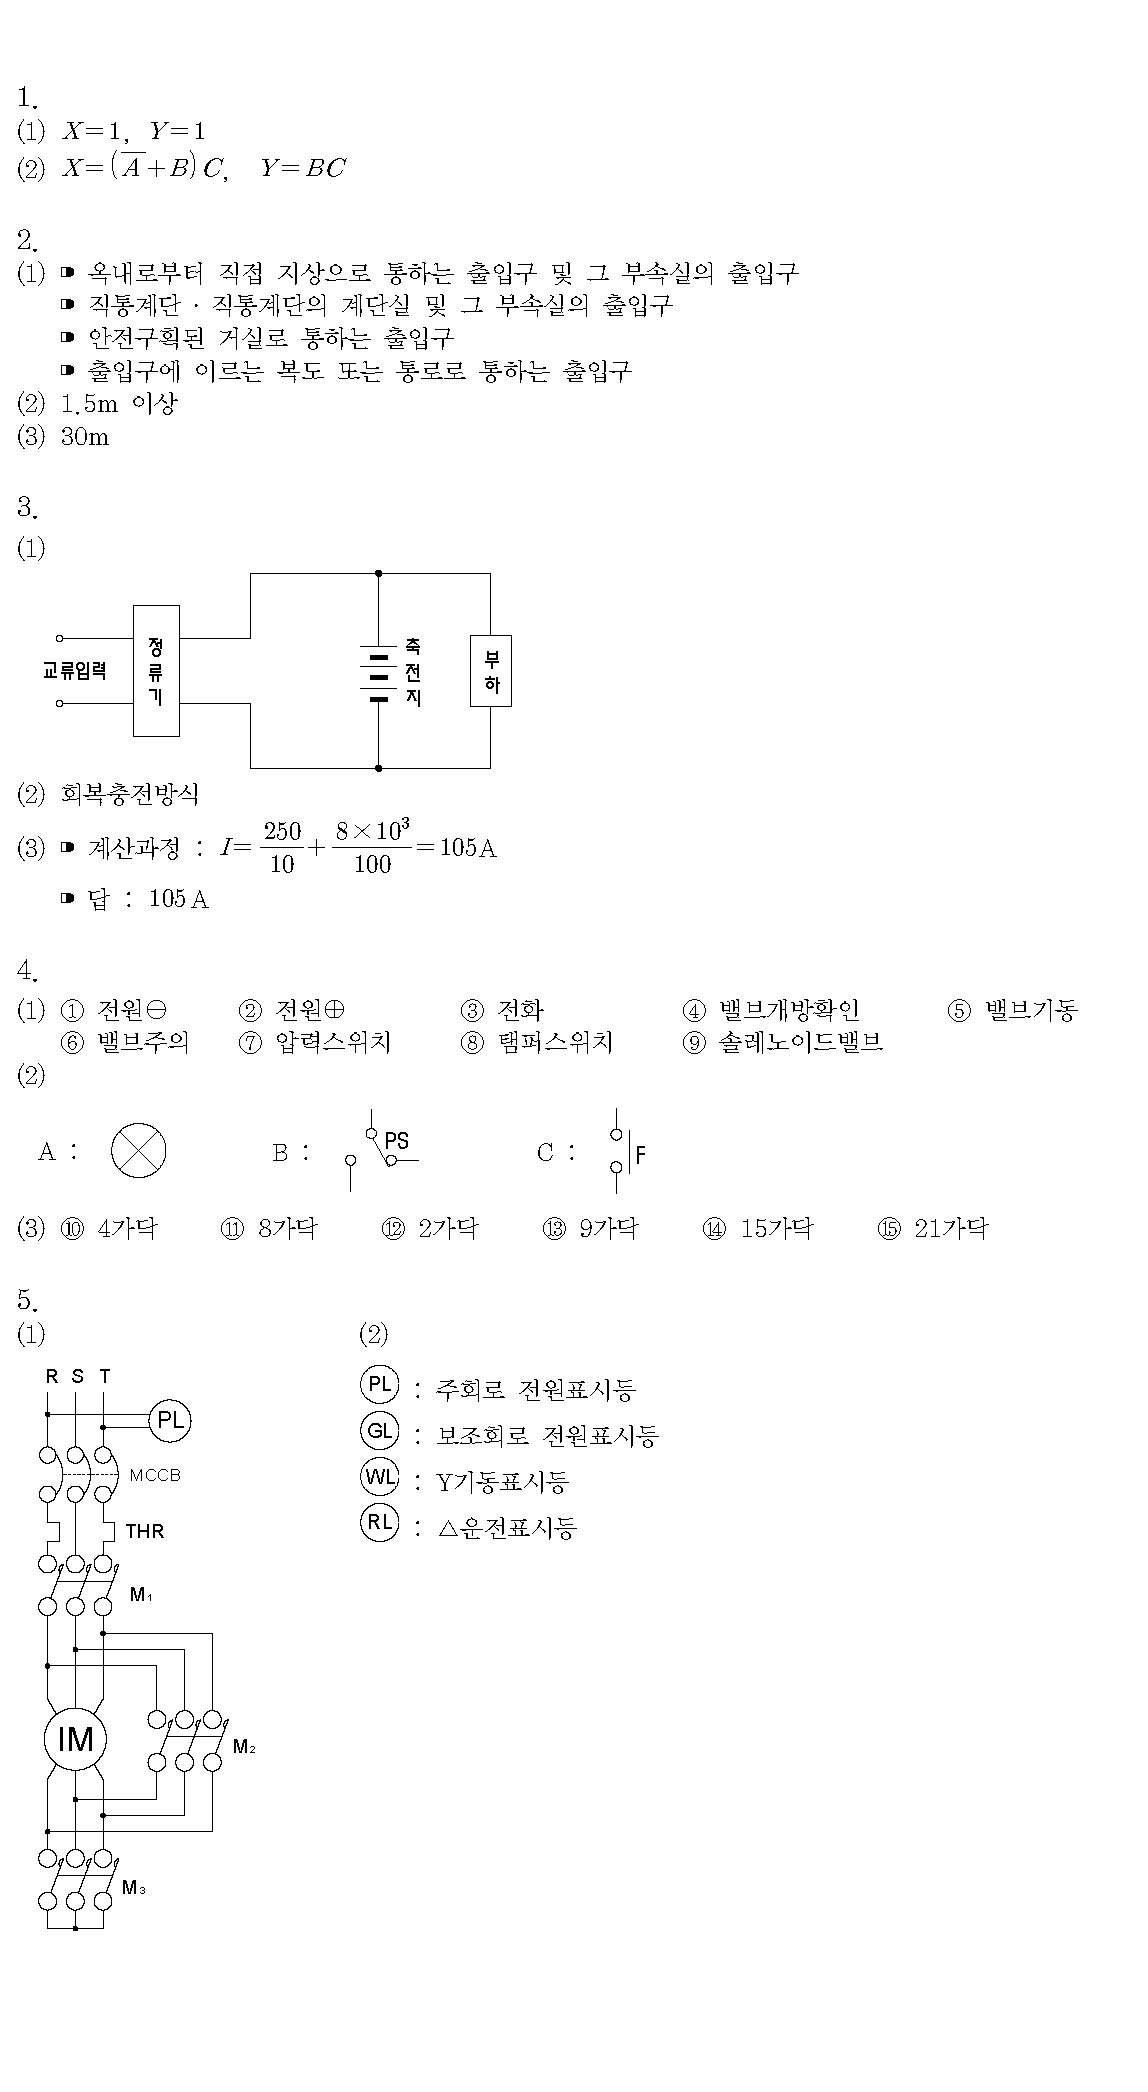 1.
(1) X=1, Y=1
(2) X=(A̅+B)C, Y=BC
2.
(1) ◘ 옥내로부터 직접 지상으로 통하는 출입구 및 그 부속실의 출입구
◘ 직통계단 · 직통계단의 계단실 및 그 부속실의 출입구
◘ 안전구획된 거실로 통하는 출입구
◘ 출입구에 이르는 복도 또는 통로로 통하는 출입구
(2) 1.5m 이상
(3) 30m
3.
(1)
교류입력 정류기 축전지 부하
(2) 회복충전방식
(3) ◘ 계산과정 : I=250/10+8×10³/100=105A
◘ 답 : 105A
4.
(1) ① 전원⊖ ② 전원⊕ ③ 전화 ④ 밸브개방확인 ⑤ 밸브기동
⑥ 밸브주의 ⑦ 압력스위치 ⑧ 탬퍼스위치 ⑨ 솔레노이드밸브
(2)
A : B : PS C : F
(3) ⑩ 4가닥 ⑪ 8가닥 ⑫ 2가닥 ⑬ 9가닥 ⑭ 15가닥 ⑮ 21가닥
5.
(1) (2)
R S T
PL
MCCB
THR
M₁
IM
M₂
M₃
PL : 주회로 전원표시등
GL : 보조회로 전원표시등
WL : Y기동표시등
RL : △운전표시등